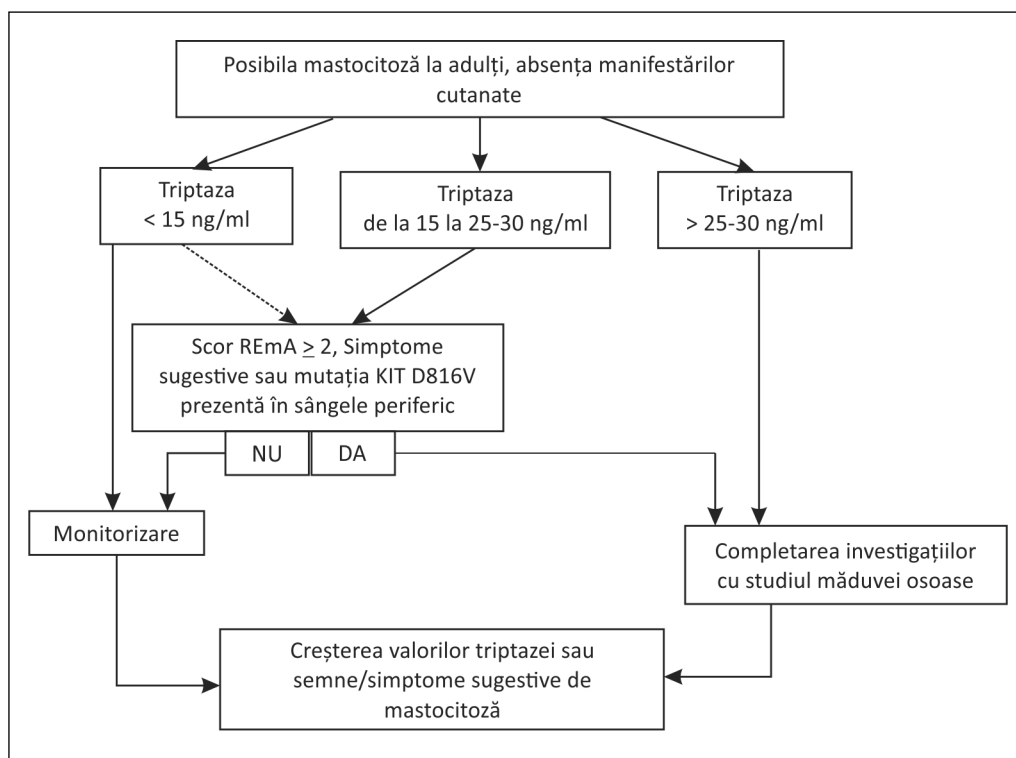 Posibila mastocitoză la adulți, absența manifestărilor
cutanate
Triptaza
< 15 ng/ml
Triptaza
de la 15 la 25-30 ng/ml
Triptaza
> 25-30 ng/ml
Scor REmA ≥ 2, Simptome
sugestive sau mutația KIT D816V
prezentă în sângele periferic
NU
DA
Monitorizare
Completarea investigațiilor
cu studiul măduvei osoase
Creșterea valorilor triptazei sau
semne/simptome sugestive de
mastocitoză